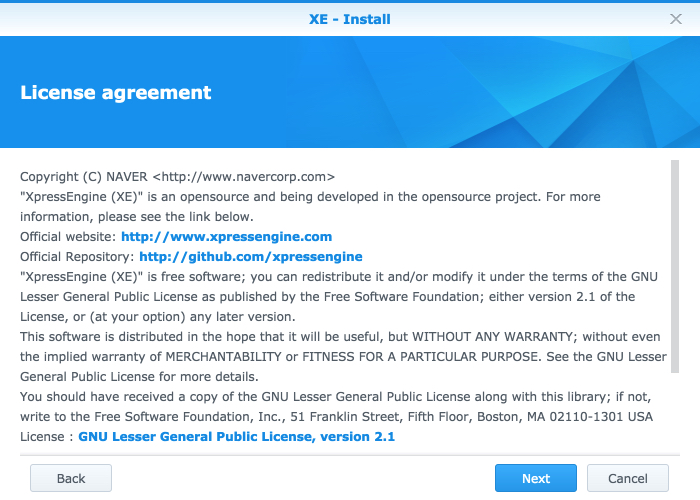 XE - Install
License agreement
Copyright (C) NAVER <http://www.navercorp.com>
"XpressEngine (XE)" is an opensource and being developed in the opensource project. For more
information, please see the link below.
Official website: http://www.xpressengine.com
Official Repository: http://github.com/xpressengine
"XpressEngine (XE)" is free software; you can redistribute it and/or modify it under the terms of the GNU
Lesser General Public License as published by the Free Software Foundation; either version 2.1 of the
License, or (at your option) any later version.
This software is distributed in the hope that it will be useful, but WITHOUT ANY WARRANTY; without even
the implied warranty of MERCHANTABILITY or FITNESS FOR A PARTICULAR PURPOSE. See the GNU Lesser
General Public License for more details.
You should have received a copy of the GNU Lesser General Public License along with this library; if not,
write to the Free Software Foundation, Inc., 51 Franklin Street, Fifth Floor, Boston, MA 02110-1301 USA
License : GNU Lesser General Public License, version 2.1
Back
Next
Cancel